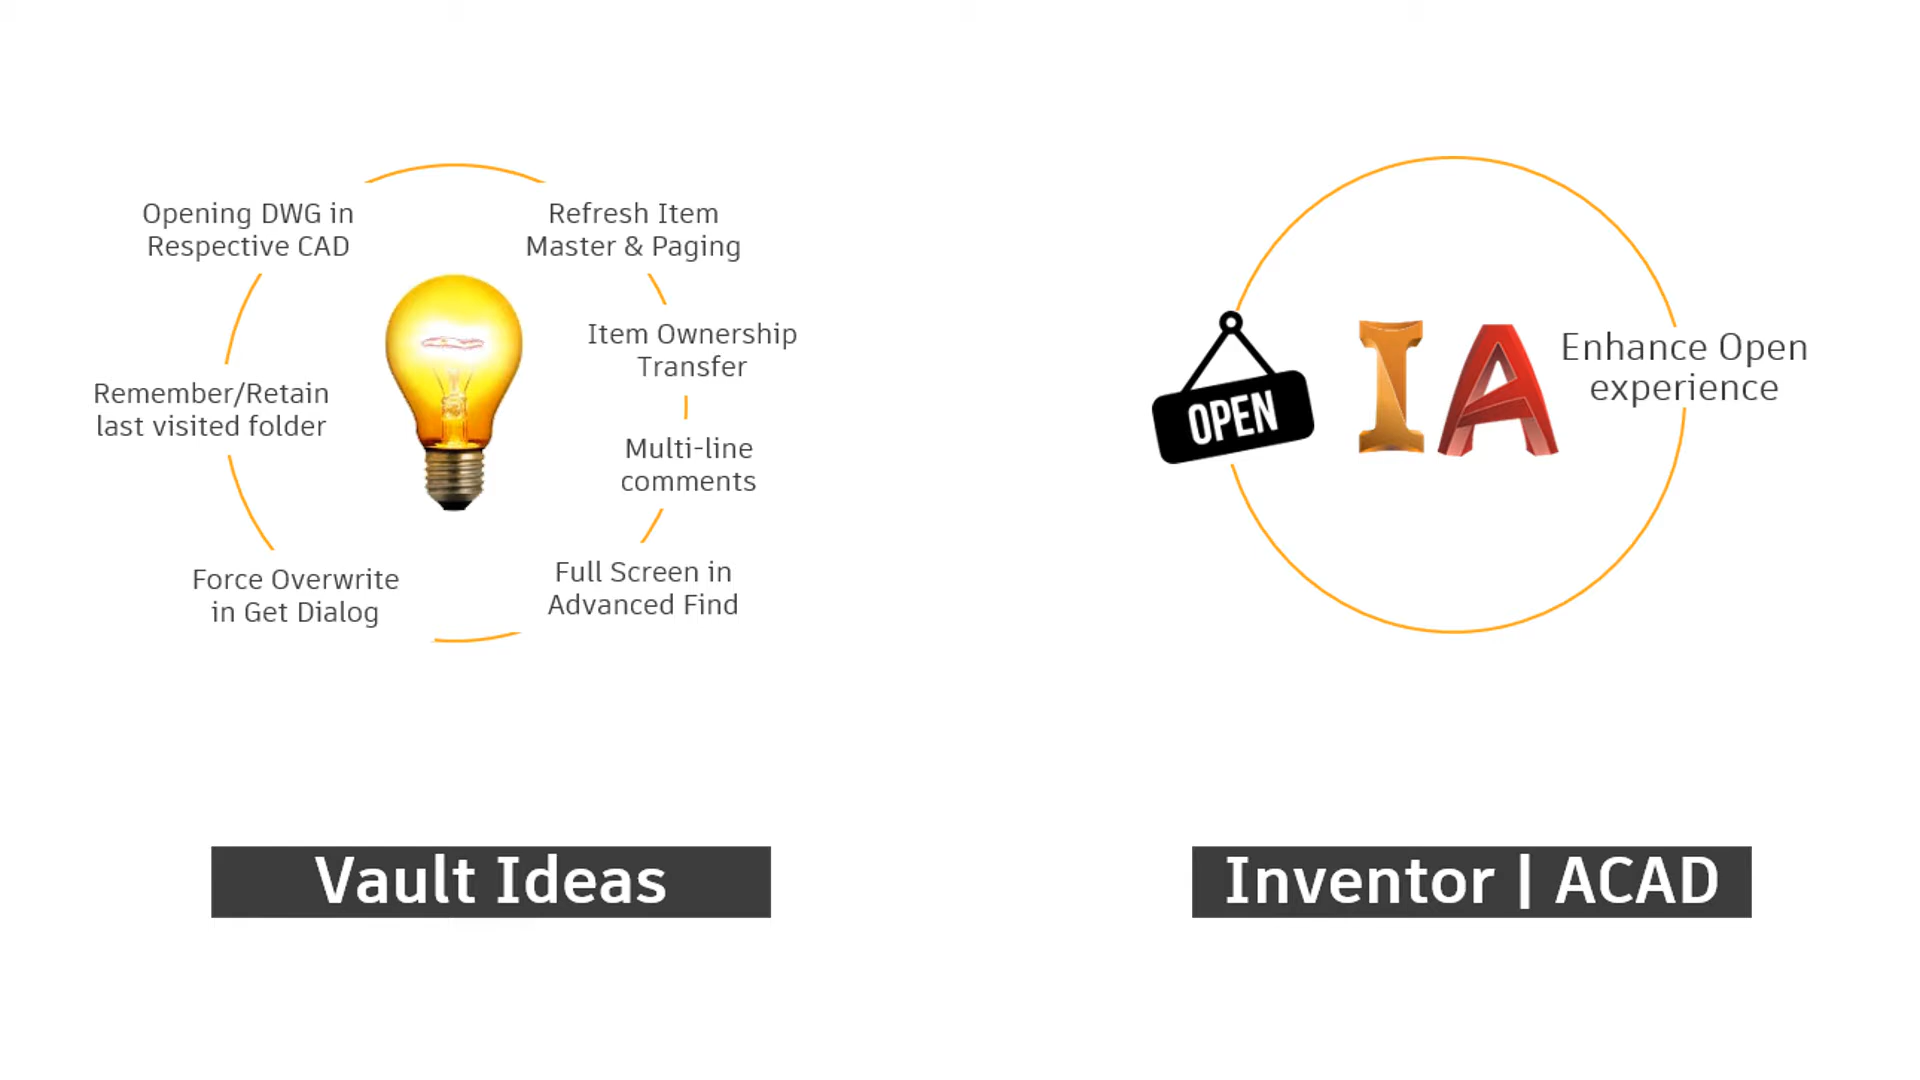 Opening DWG in
Respective CAD
Refresh Item
Master & Paging
Item Ownership
Transfer
Remember/Retain
last visited folder
Multi-line
comments
Force Overwrite
in Get Dialog
Full Screen in
Advanced Find
Vault Ideas
OPEN
I A
Enhance Open
experience
Inventor | ACAD